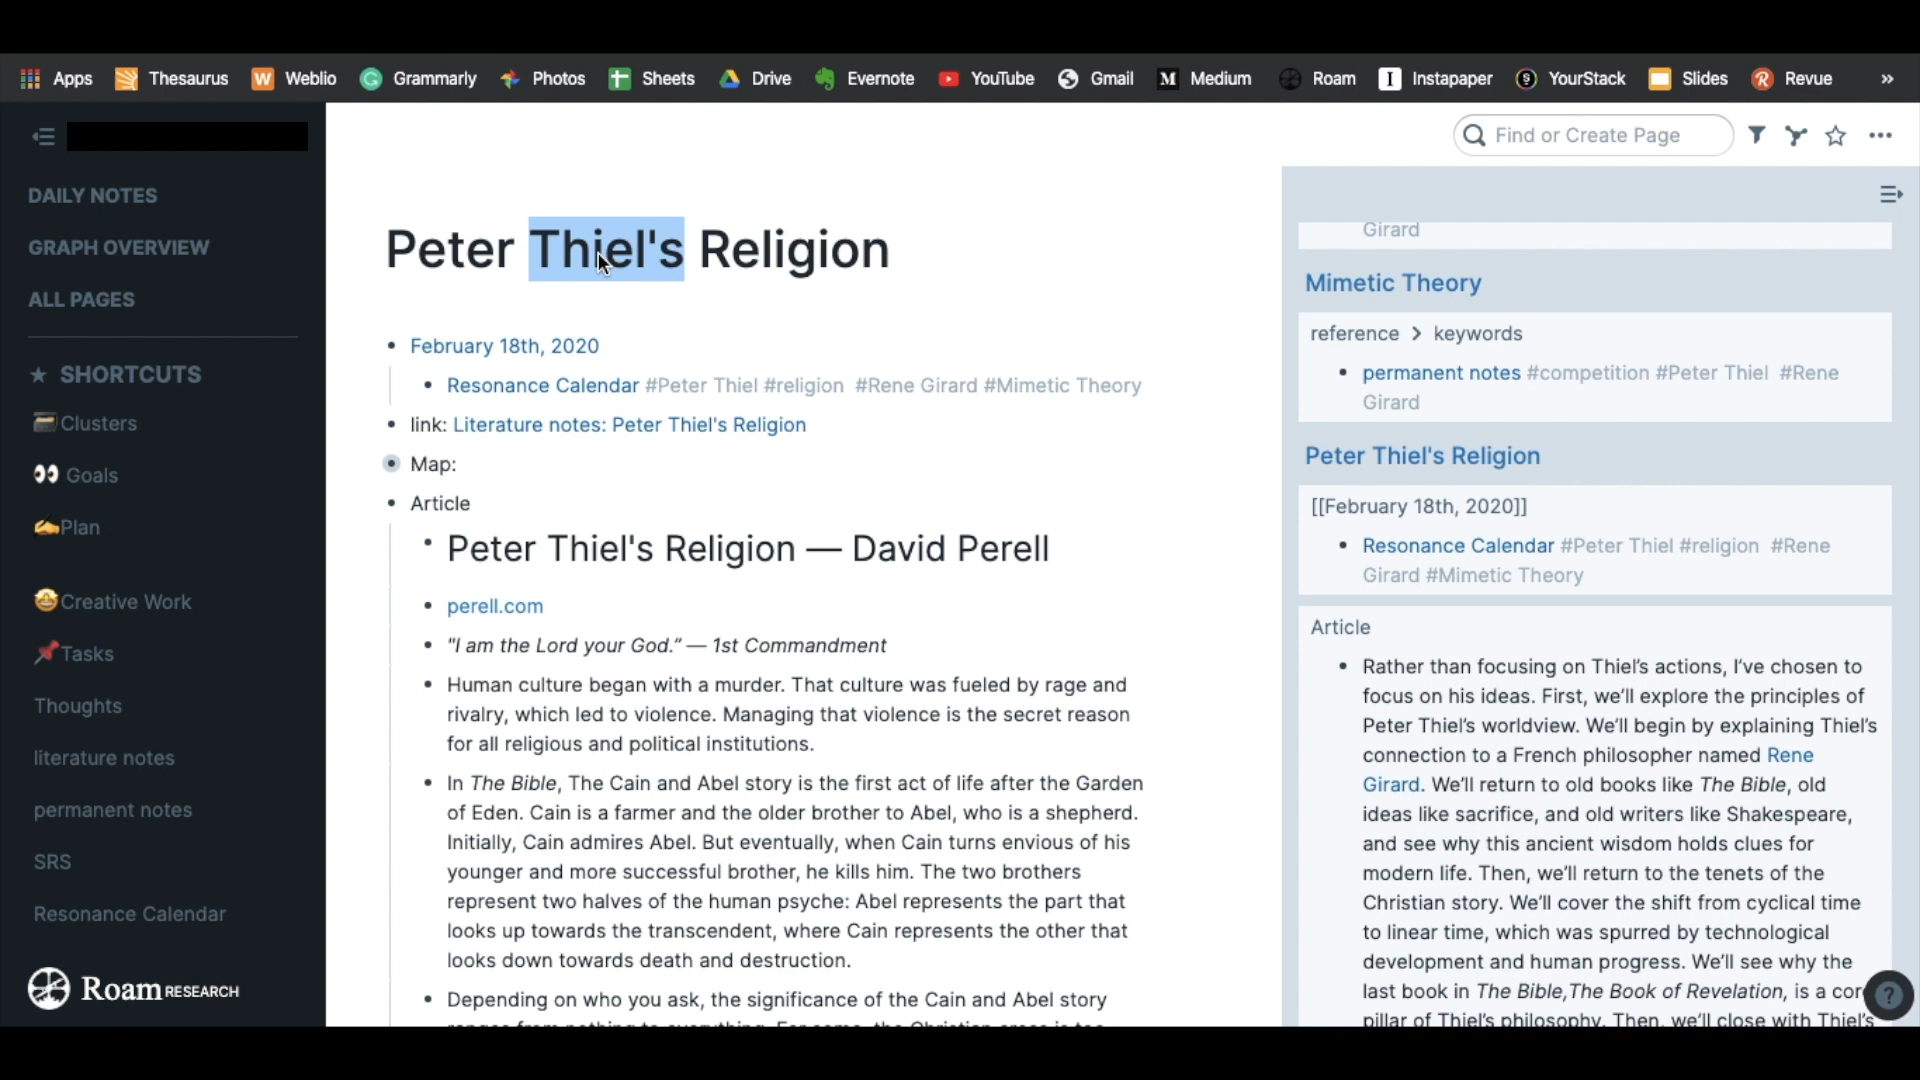 Apps Thesaurus Weblio Grammarly Photos Sheets Drive Evernote YouTube Gmail Medium Roam Instapaper YourStack Slides Revue »
Find or Create Page
DAILY NOTES
GRAPH OVERVIEW
ALL PAGES
★ SHORTCUTS
Clusters
Goals
Plan
Creative Work
Tasks
Thoughts
literature notes
permanent notes
SRS
Resonance Calendar
Roam RESEARCH
Peter Thiel's Religion
February 18th, 2020
Resonance Calendar #Peter Thiel #religion #Rene Girard #Mimetic Theory
link: Literature notes: Peter Thiel's Religion
Map:
Article
Peter Thiel's Religion — David Perell
perell.com
"I am the Lord your God.” — 1st Commandment
Human culture began with a murder. That culture was fueled by rage and
rivalry, which led to violence. Managing that violence is the secret reason
for all religious and political institutions.
In The Bible, The Cain and Abel story is the first act of life after the Garden
of Eden. Cain is a farmer and the older brother to Abel, who is a shepherd.
Initially, Cain admires Abel. But eventually, when Cain turns envious of his
younger and more successful brother, he kills him. The two brothers
represent two halves of the human psyche: Abel represents the part that
looks up towards the transcendent, where Cain represents the other that
looks down towards death and destruction.
Depending on who you ask, the significance of the Cain and Abel story
Girard
Mimetic Theory
reference > keywords
permanent notes #competition #Peter Thiel #Rene
Girard
Peter Thiel's Religion
[[February 18th, 2020]]
Resonance Calendar #Peter Thiel #religion #Rene
Girard #Mimetic Theory
Article
Rather than focusing on Thiel’s actions, I’ve chosen to
focus on his ideas. First, we’ll explore the principles of
Peter Thiel’s worldview. We’ll begin by explaining Thiel’s
connection to a French philosopher named Rene
Girard. We’ll return to old books like The Bible, old
ideas like sacrifice, and old writers like Shakespeare,
and see why this ancient wisdom holds clues for
modern life. Then, we’ll return to the tenets of the
Christian story. We’ll cover the shift from cyclical time
to linear time, which was spurred by technological
development and human progress. We’ll see why the
last book in The Bible,The Book of Revelation, is a
pillar of Thiel’s philosophy. Then, we’ll close with Thiel’s